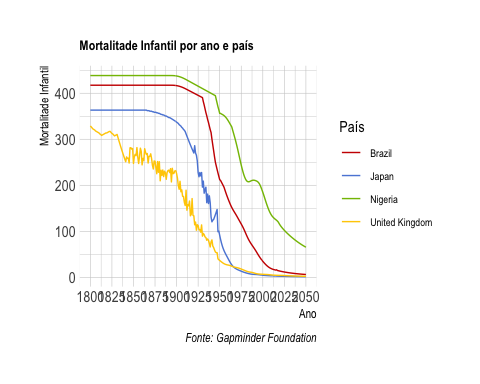 Mortalitade Infantil por ano e país
Mortalitade Infantil
400
300
200
100
0
1800 1825 1850 1875 1900 1925 1950 1975 2000 2025 2050
Ano
País
Brazil
Japan
Nigeria
United Kingdom
Fonte: Gapminder Foundation